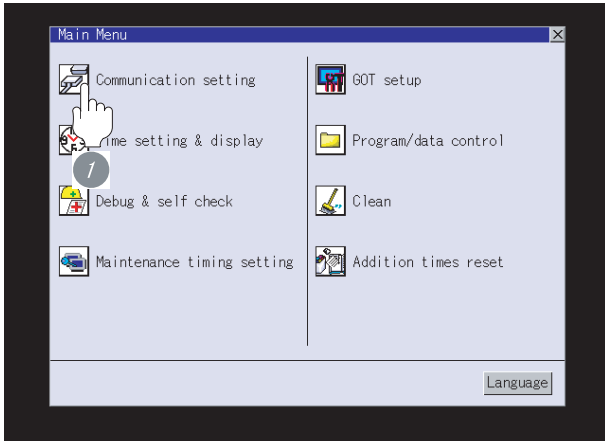 Main Menu
Communication setting
Time setting & display
1
Debug & self check
Maintenance timing setting
GOT setup
Program/data control
Clean
Addition times reset
Language